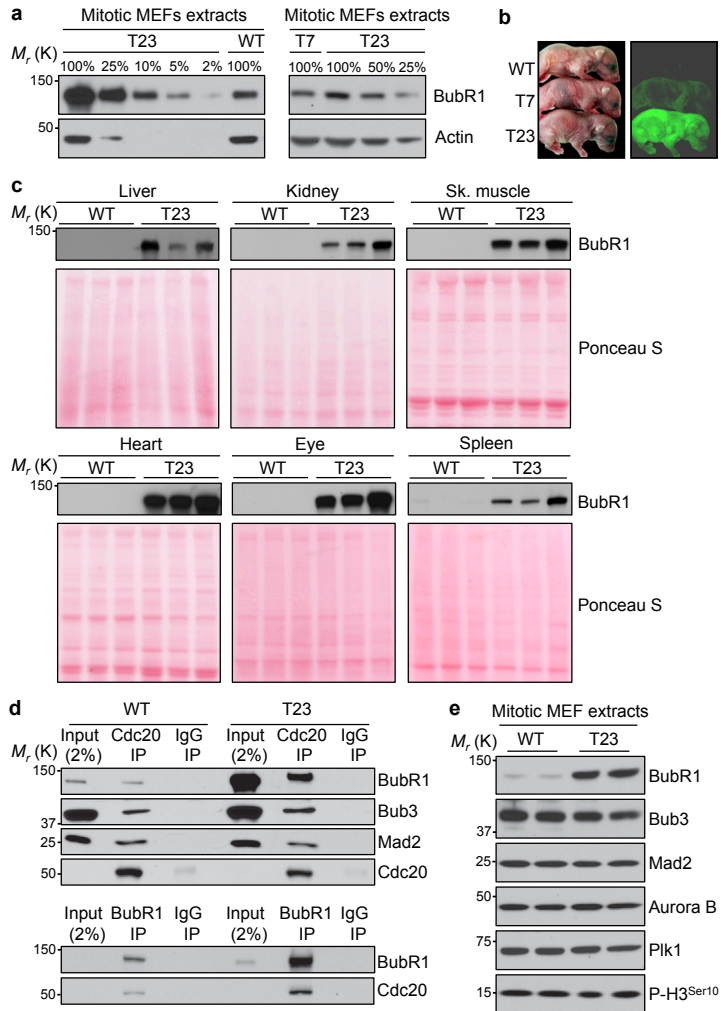 a
Mitotic MEFs extracts
Mitotic MEFs extracts
T23 WT
T7 T23
Mr (K)
100% 25% 10% 5% 2% 100%
100% 100% 50% 25%
150
BubR1
50
Actin
b
WT
T7
T23
c
Liver Kidney Sk. muscle
Mr (K) WT T23 WT T23 WT T23
150
BubR1
Ponceau S
Heart Eye Spleen
Mr (K) WT T23 WT T23 WT T23
150
BubR1
Ponceau S
d
WT T23
Input Cdc20 IgG Input Cdc20 IgG
Mr (K) (2%) IP IP (2%) IP IP
150
BubR1
Bub3
37
25 Mad2
50 Cdc20
Input BubR1 IgG Input BubR1 IgG
(2%) IP IP (2%) IP IP
150
BubR1
50 Cdc20
e
Mitotic MEF extracts
Mr (K) WT T23
150
BubR1
Bub3
37
25 Mad2
50
Aurora B
75
Plk1
15 P-H3Ser10